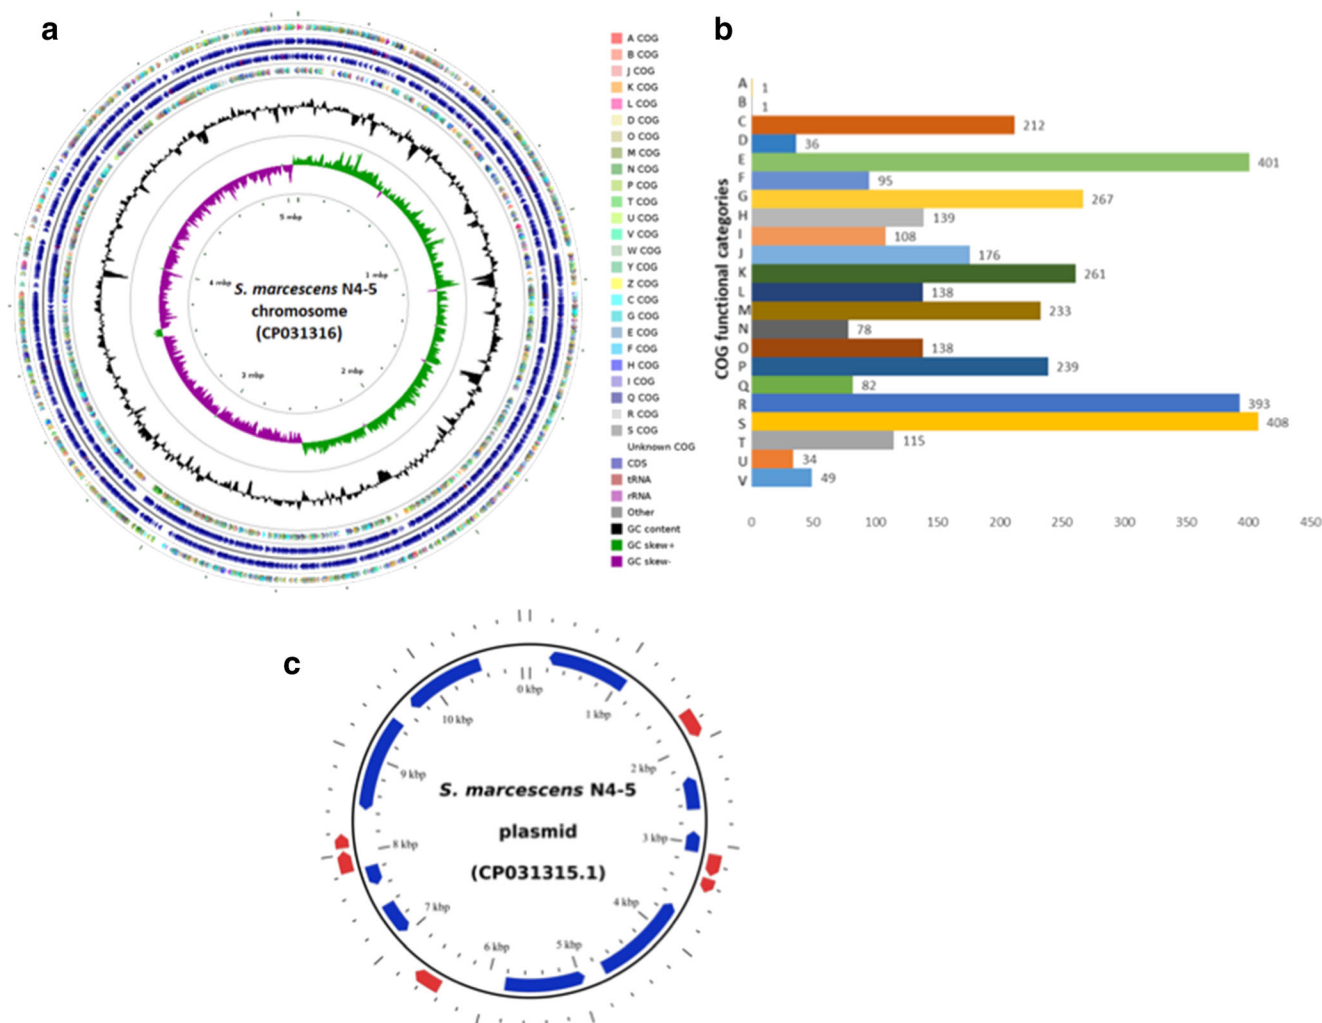 a
5 mbp
1 mbp
4 mbp
S. marcescens N4-5
chromosome
(CP031316)
3 mbp
2 mbp
A COG
B COG
J COG
K COG
L COG
D COG
O COG
M COG
N COG
P COG
T COG
U COG
V COG
W COG
Y COG
Z COG
C COG
G COG
E COG
F COG
H COG
I COG
Q COG
R COG
S COG
Unknown COG
CDS
tRNA
rRNA
Other
GC content
GC skew+
GC skew-
b
COG functional categories
A 1
B 1
C 212
D 36
E 401
F 95
G 267
H 139
I 108
J 176
K 261
L 138
M 233
N 78
O 138
P 239
Q 82
R 393
S 408
T 115
U 34
V 49
0 50 100 150 200 250 300 350 400 450
c
0 kbp
1 kbp
10 kbp
2 kbp
9 kbp
S. marcescens N4-5
plasmid
(CP031315.1)
3 kbp
8 kbp
4 kbp
7 kbp
5 kbp
6 kbp